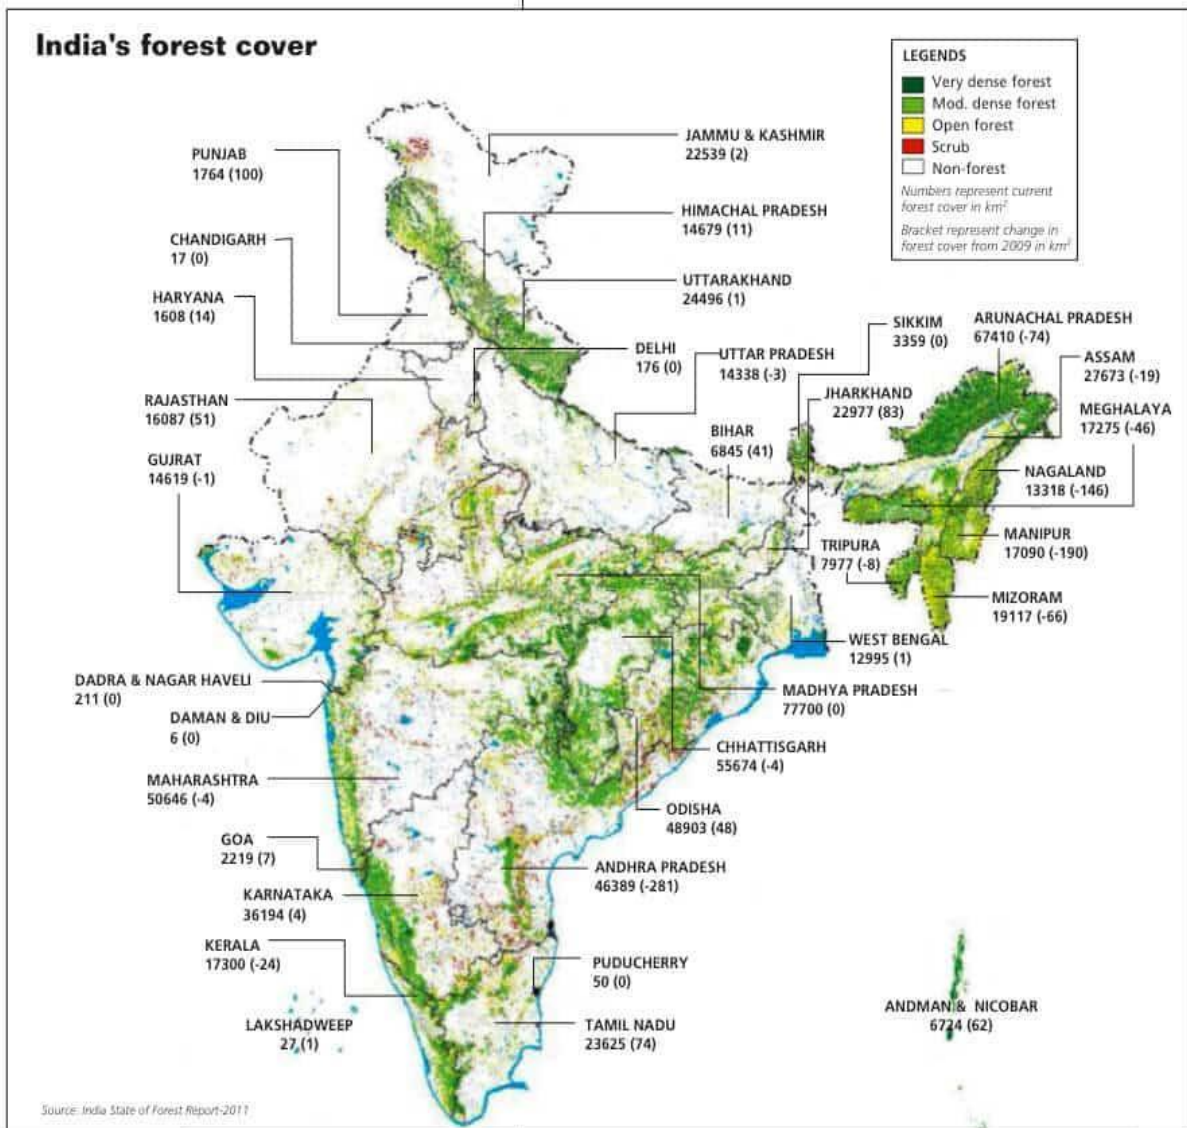 India's forest cover
LEGENDS
Very dense forest
Mod. dense forest
Open forest
Scrub
Non-forest
Numbers represent current
forest cover in km²
Bracket represent change in
forest cover from 2009 in km²
JAMMU & KASHMIR
22539 (2)
PUNJAB
1764 (100)
HIMACHAL PRADESH
14679 (11)
CHANDIGARH
17 (0)
UTTARAKHAND
24496 (1)
HARYANA
1608 (14)
SIKKIM
3359 (0)
ARUNACHAL PRADESH
67410 (-74)
DELHI
176 (0)
UTTAR PRADESH
14338 (-3)
ASSAM
27673 (-19)
JHARKHAND
22977 (83)
RAJASTHAN
16087 (51)
MEGHALAYA
17275 (-46)
BIHAR
6845 (41)
GUJRAT
14619 (-1)
NAGALAND
13318 (-146)
MANIPUR
17090 (-190)
TRIPURA
7977 (-8)
MIZORAM
19117 (-66)
WEST BENGAL
12995 (1)
DADRA & NAGAR HAVELI
211 (0)
MADHYA PRADESH
77700 (0)
DAMAN & DIU
6 (0)
CHHATTISGARH
55674 (-4)
MAHARASHTRA
50646 (-4)
ODISHA
48903 (48)
GOA
2219 (7)
ANDHRA PRADESH
46389 (-281)
KARNATAKA
36194 (4)
KERALA
17300 (-24)
PUDUCHERRY
50 (0)
ANDMAN & NICOBAR
6724 (62)
LAKSHADWEEP
27 (1)
TAMIL NADU
23625 (74)
Source: India State of Forest Report-2011